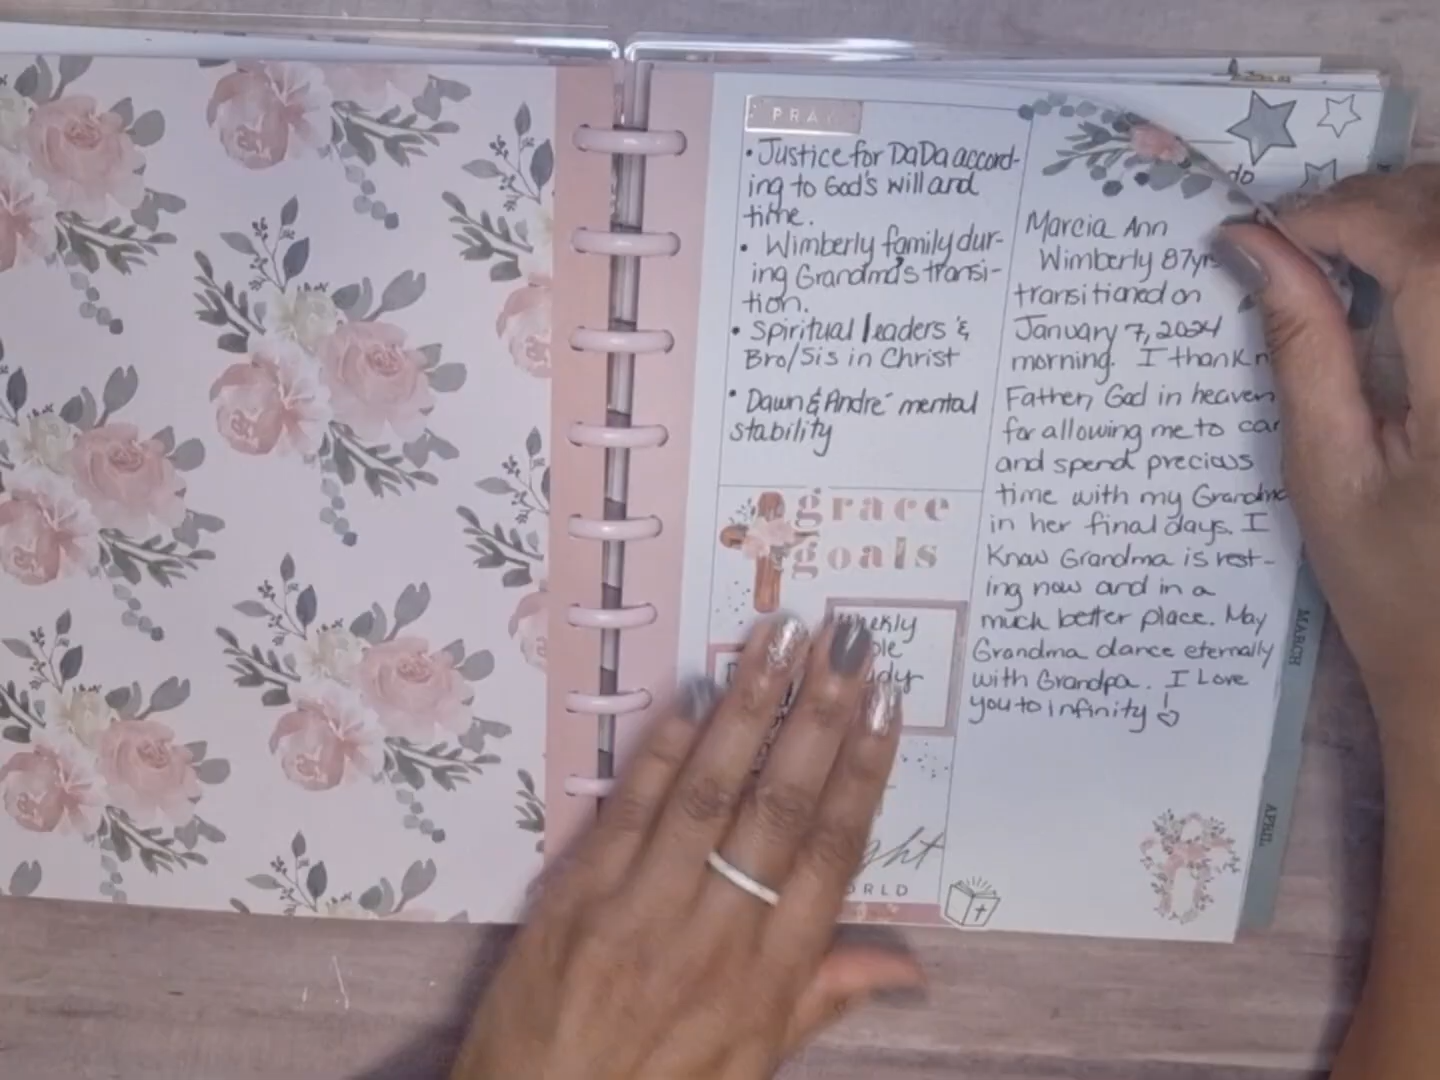 PRAY
• Justice for DaDa accord-
ing to God's will and
time.
• Wimberly family dur-
ing Grandma's transi-
tion.
• Spiritual leaders &
Bro/Sis in Christ
• Dawn & André mental
stability
grace
goals
Weekly
do
Marcia Ann
Wimberly 87yrs
transitioned on
January 7, 2024
morning. I thank
Father, God in heaven
for allowing me to
and spend precious
time with my Grandma
in her final days. I
Know Grandma is rest-
ing now and in a
much better place. May
Grandma dance eternally
with Grandpa. I Love
you to infinity! ♡
MARCH
APRIL